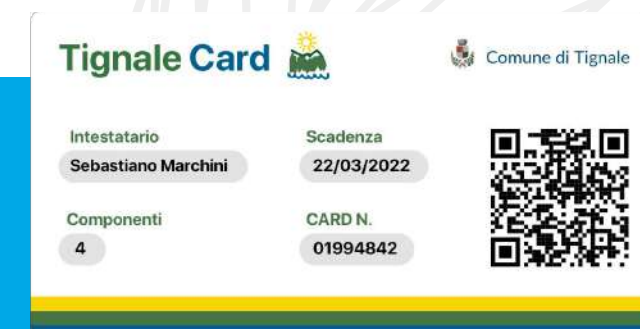 Tignale Card
Comune di Tignale
Intestatario
Sebastiano Marchini
Scadenza
22/03/2022
Componenti
4
CARD N.
01994842